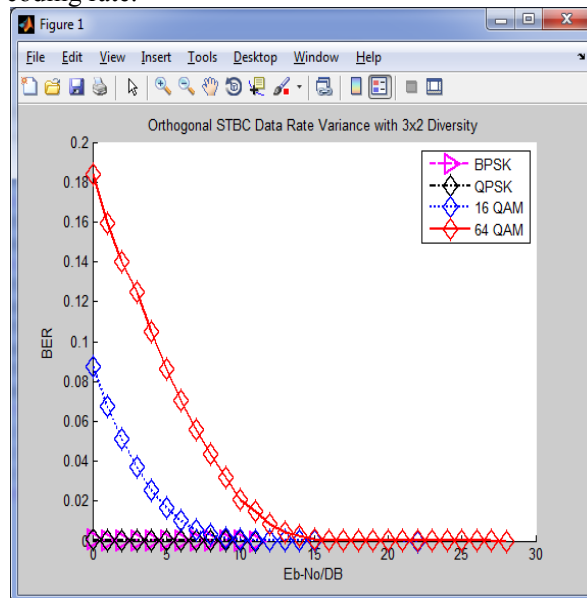 coding rate.
Figure 1
File Edit View Insert Tools Desktop Window Help
Orthogonal STBC Data Rate Variance with 3x2 Diversity
BPSK
QPSK
16 QAM
64 QAM
0.2
0.18
0.16
0.14
0.12
0.1
0.08
0.06
0.04
0.02
0
BER
0 5 10 15 20 25 30
Eb-No/DB